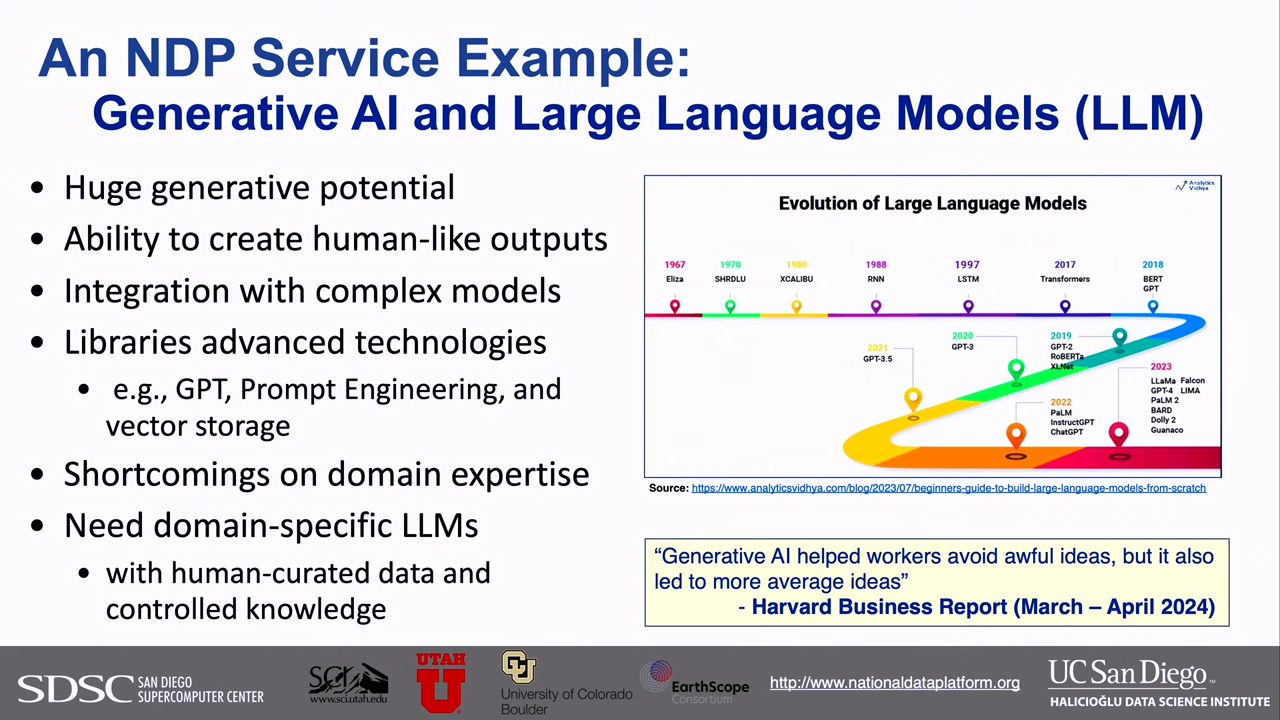 An NDP Service Example:
Generative AI and Large Language Models (LLM)
• Huge generative potential
• Ability to create human-like outputs
• Integration with complex models
• Libraries advanced technologies
• e.g., GPT, Prompt Engineering, and
vector storage
• Shortcomings on domain expertise
• Need domain-specific LLMs
• with human-curated data and
controlled knowledge
Analytics
Vidhya
Evolution of Large Language Models
1967 1970 1980 1988 1997 2017 2018
Eliza SHRDLU XCALIBU RNN LSTM Transformers BERT
GPT
2021
GPT-3.5
2020
GPT-3
2019
GPT-2
RoBERTa
XLNet
2022
PaLM
InstructGPT
ChatGPT
2023
LLaMa Falcon
GPT-4 LIMA
PaLM 2
BARD
Dolly 2
Guanaco
Source: https://www.analyticsvidhya.com/blog/2023/07/beginners-guide-to-build-large-language-models-from-scratch
“Generative AI helped workers avoid awful ideas, but it also
led to more average ideas”
- Harvard Business Report (March – April 2024)
SDSC SAN DIEGO
SUPERCOMPUTER CENTER
SCI
www.sci.utah.edu
UTAH
U
CU
University of Colorado
Boulder
EarthScope
Consortium
http://www.nationaldataplatform.org
UC San Diego
HALICIOĞLU DATA SCIENCE INSTITUTE